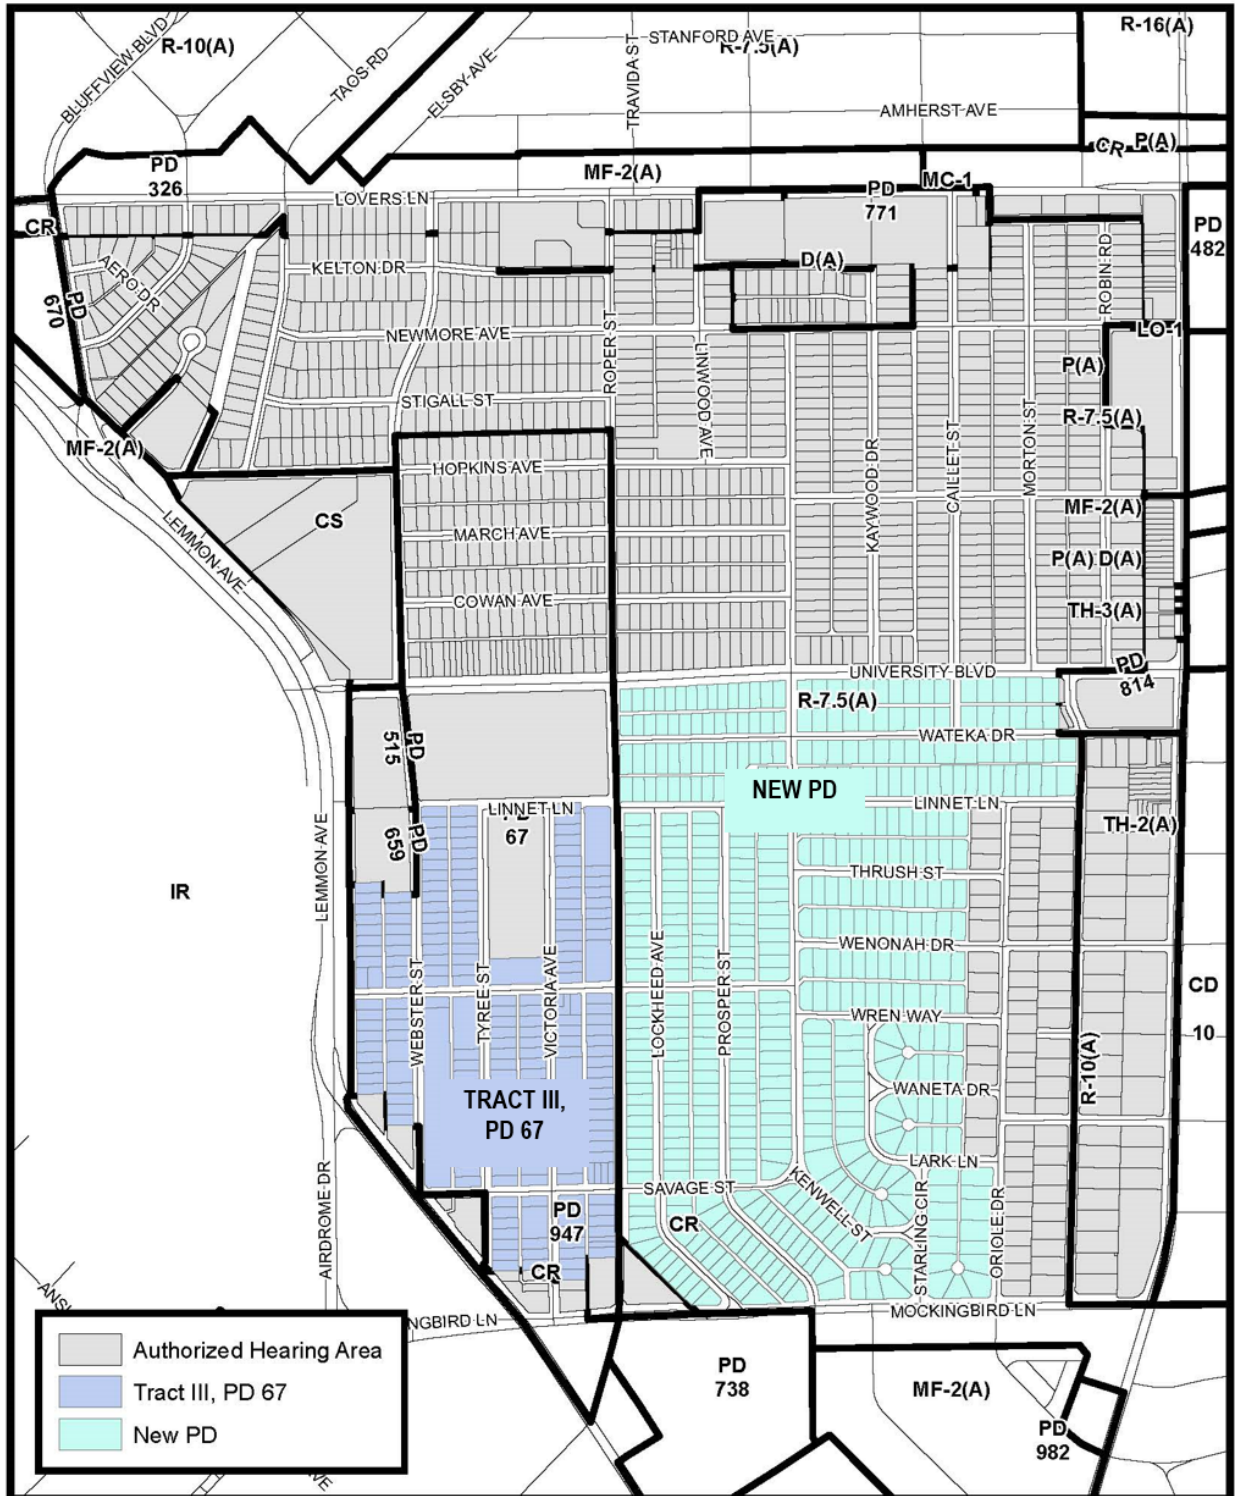 R-16(A)
STANFORD AVE
R-10(A)
R-7.5(A)
BLUFFVIEW BLVD
TAOS RD
ELSBY AVE
TRAVIDA ST
AMHERST AVE
CR
P(A)
PD
326
MF-2(A)
MC-1
LOVERS LN
PD
771
CR
PD
482
KELTON DR
D(A)
AERO DR
ROBIN RD
PD
670
NEWMORE AVE
LO-1
ROPER ST
LINWOOD AVE
P(A)
STIGALL ST
R-7.5(A)
MF-2(A)
KAYWOOD DR
CAILLET ST
MORTON ST
HOPKINS AVE
CS
MF-2(A)
LEMMON AVE
MARCH AVE
P(A) D(A)
COWAN AVE
TH-3(A)
UNIVERSITY BLVD
PD
814
R-7.5(A)
PD
515
WATEKA DR
NEW PD
LINNET LN
LINNET LN
67
PD
659
TH-2(A)
LEMMON AVE
THRUSH ST
IR
WENONAH DR
LOCKHEED AVE
PROSPER ST
WEBSTER ST
TYREE ST
VICTORIA AVE
CD
10
WREN WAY
R-10(A)
TRACT III,
PD 67
WANETA DR
LARK LN
AIRDROME DR
SAVAGE ST
KENWELL ST
STARLING CIR
ORIOLE DR
PD
947
CR
CR
MOCKINGBIRD LN
NGBIRD LN
Authorized Hearing Area
Tract III, PD 67
New PD
PD
738
MF-2(A)
PD
982